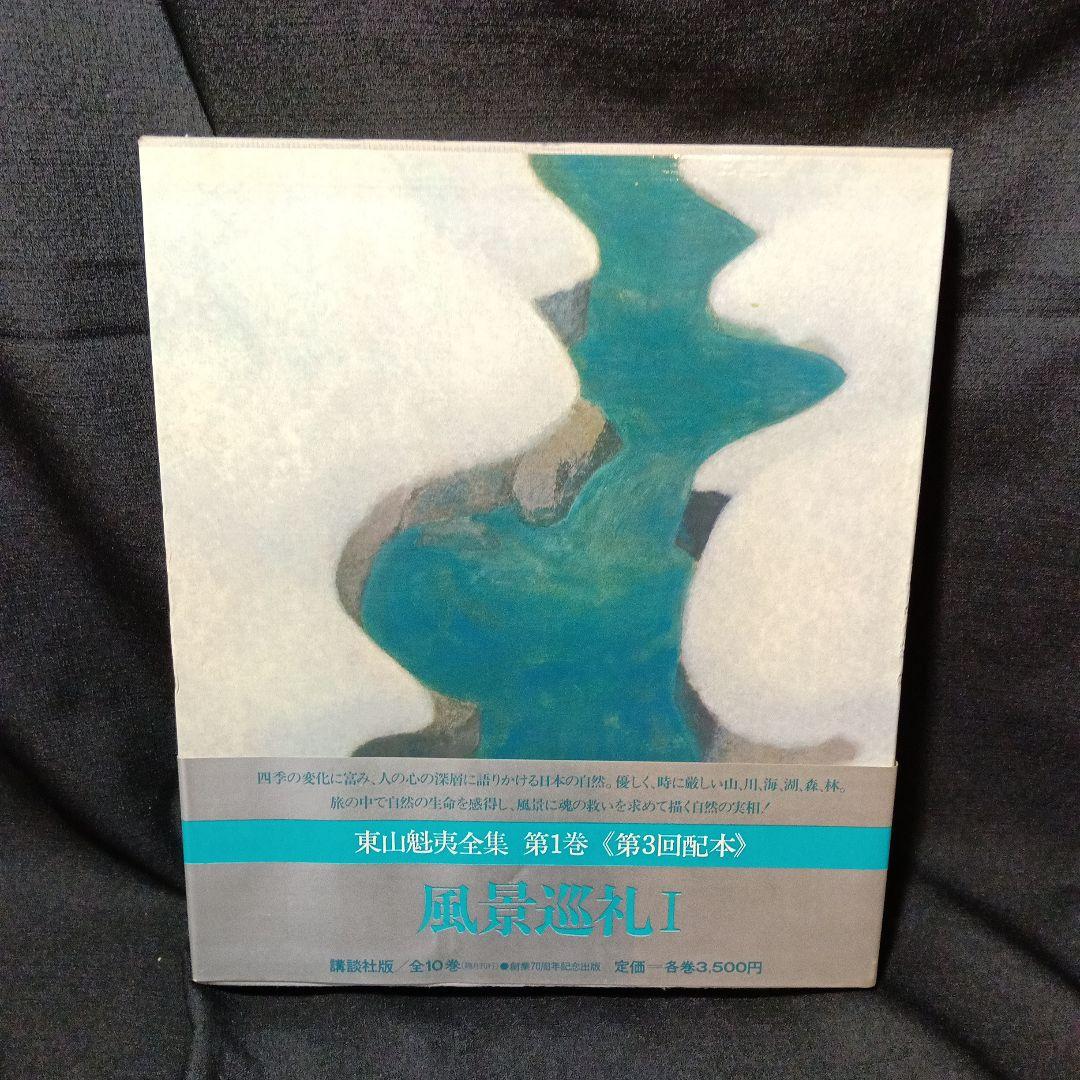 四季の変化に富み、人の心の深層に語りかける日本の自然。優しく、時に厳しい山、川、海、湖、森、林。
旅の中で自然の生命を感得し、風景に魂の救いを求めて描く自然の実相！
東山魁夷全集 第1巻《第3回配本》
風景巡礼I
講談社版／全10巻(隔月刊行)●創業70周年記念出版 定価―各巻3,500円